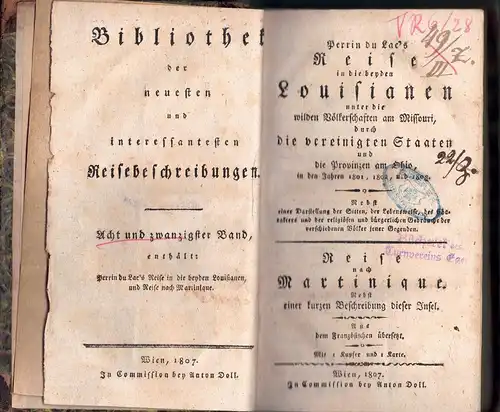 Bibliothek
der
neuesten
und
interessantesten
Reisebeschreibungen.
Acht und zwanzigster Band,
enthält:
Perrin du Lac's Reise in die beyden Louisianen,
und Reise nach Martinique.
Wien, 1807.
In Commission bey Anton Doll.
VR6/28
Perrin du Lac's
Reise
in die beyden
Louisianen
unter die
wilden Völkerschaften am Missouri,
durch
die vereinigten Staaten
und
die Provinzen am Ohio,
in den Jahren 1801, 1802, und 1803.
Nebst
einer Darstellung der Sitten, der Lebensweise, des
und der religiösen und bürgerlichen Gebräuche der
verschiedenen Völker jener Gegenden.
Reise
nach
Martinique.
Nebst
einer kurzen Beschreibung dieser Insel.
Aus
dem Französischen übersetzt.
Mit 1 Kupfer und 1 Karte.
Wien, 1807.
In Commission bey Anton Doll.